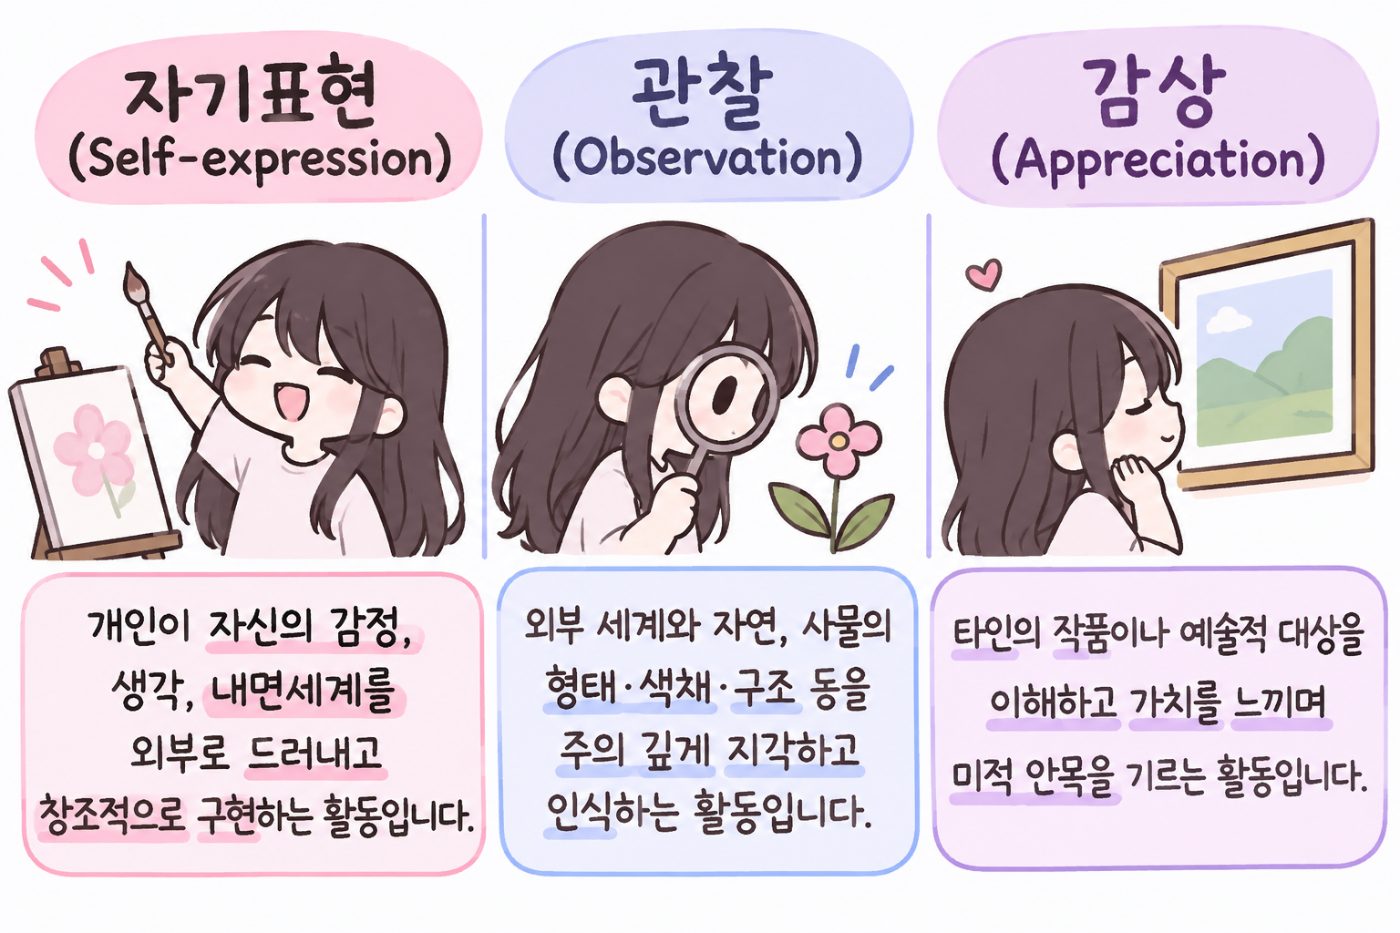 자기표현
(Self-expression)
개인이 자신의 감정,
생각, 내면세계를
외부로 드러내고
창조적으로 구현하는 활동입니다.
관찰
(Observation)
외부 세계와 자연, 사물의
형태·색채·구조 등을
주의 깊게 지각하고
인식하는 활동입니다.
감상
(Appreciation)
타인의 작품이나 예술적 대상을
이해하고 가치를 느끼며
미적 안목을 기르는 활동입니다.